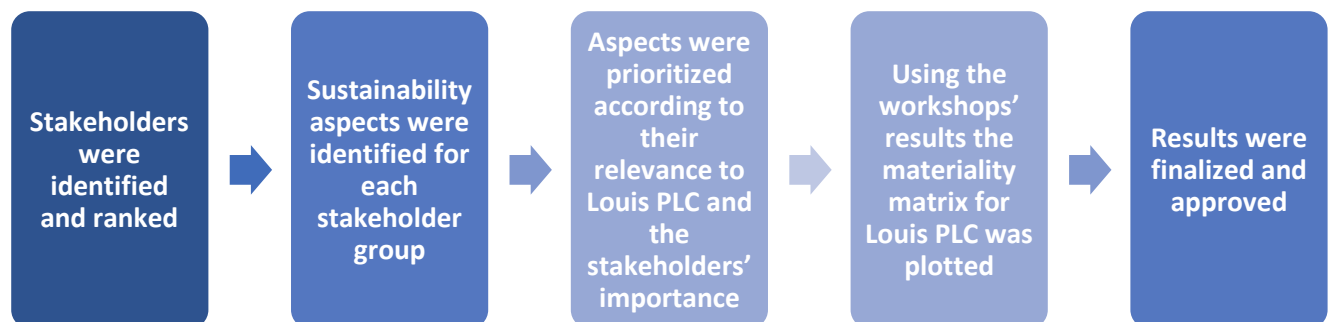 Stakeholders
were
identified
and ranked
Sustainability
aspects were
identified for
each
stakeholder
group
Aspects were
prioritized
according to
their
relevance to
Louis PLC and
the
stakeholders’
importance
Using the
workshops’
results the
materiality
matrix for
Louis PLC was
plotted
Results were
finalized and
approved